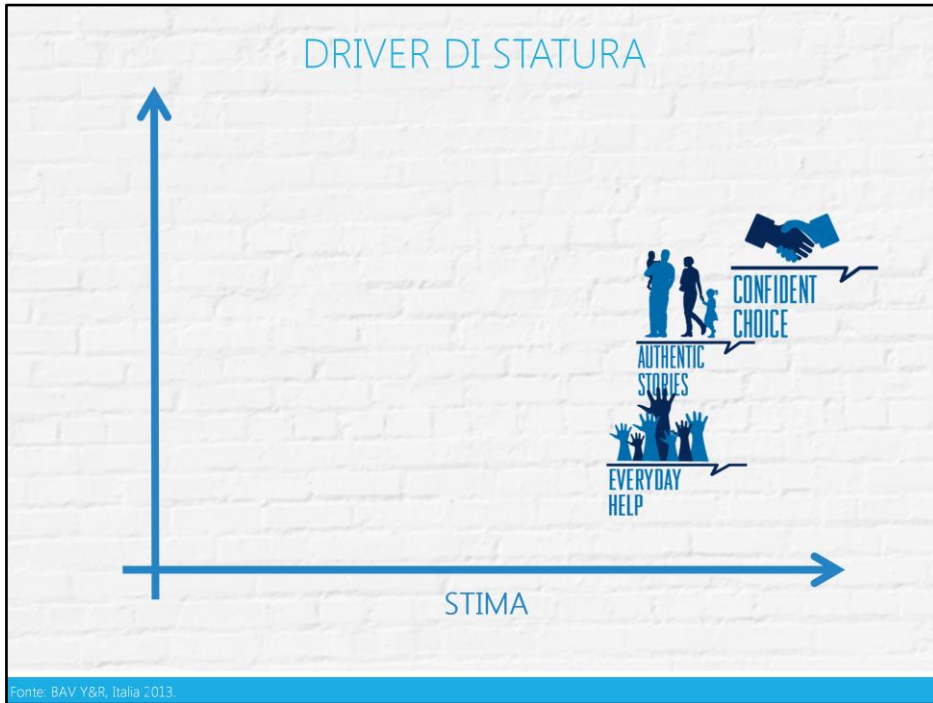 DRIVER DI STATURA
CONFIDENT
CHOICE
AUTHENTIC
STORIES
EVERYDAY
HELP
STIMA
Fonte: BAV Y&R, Italia 2013.